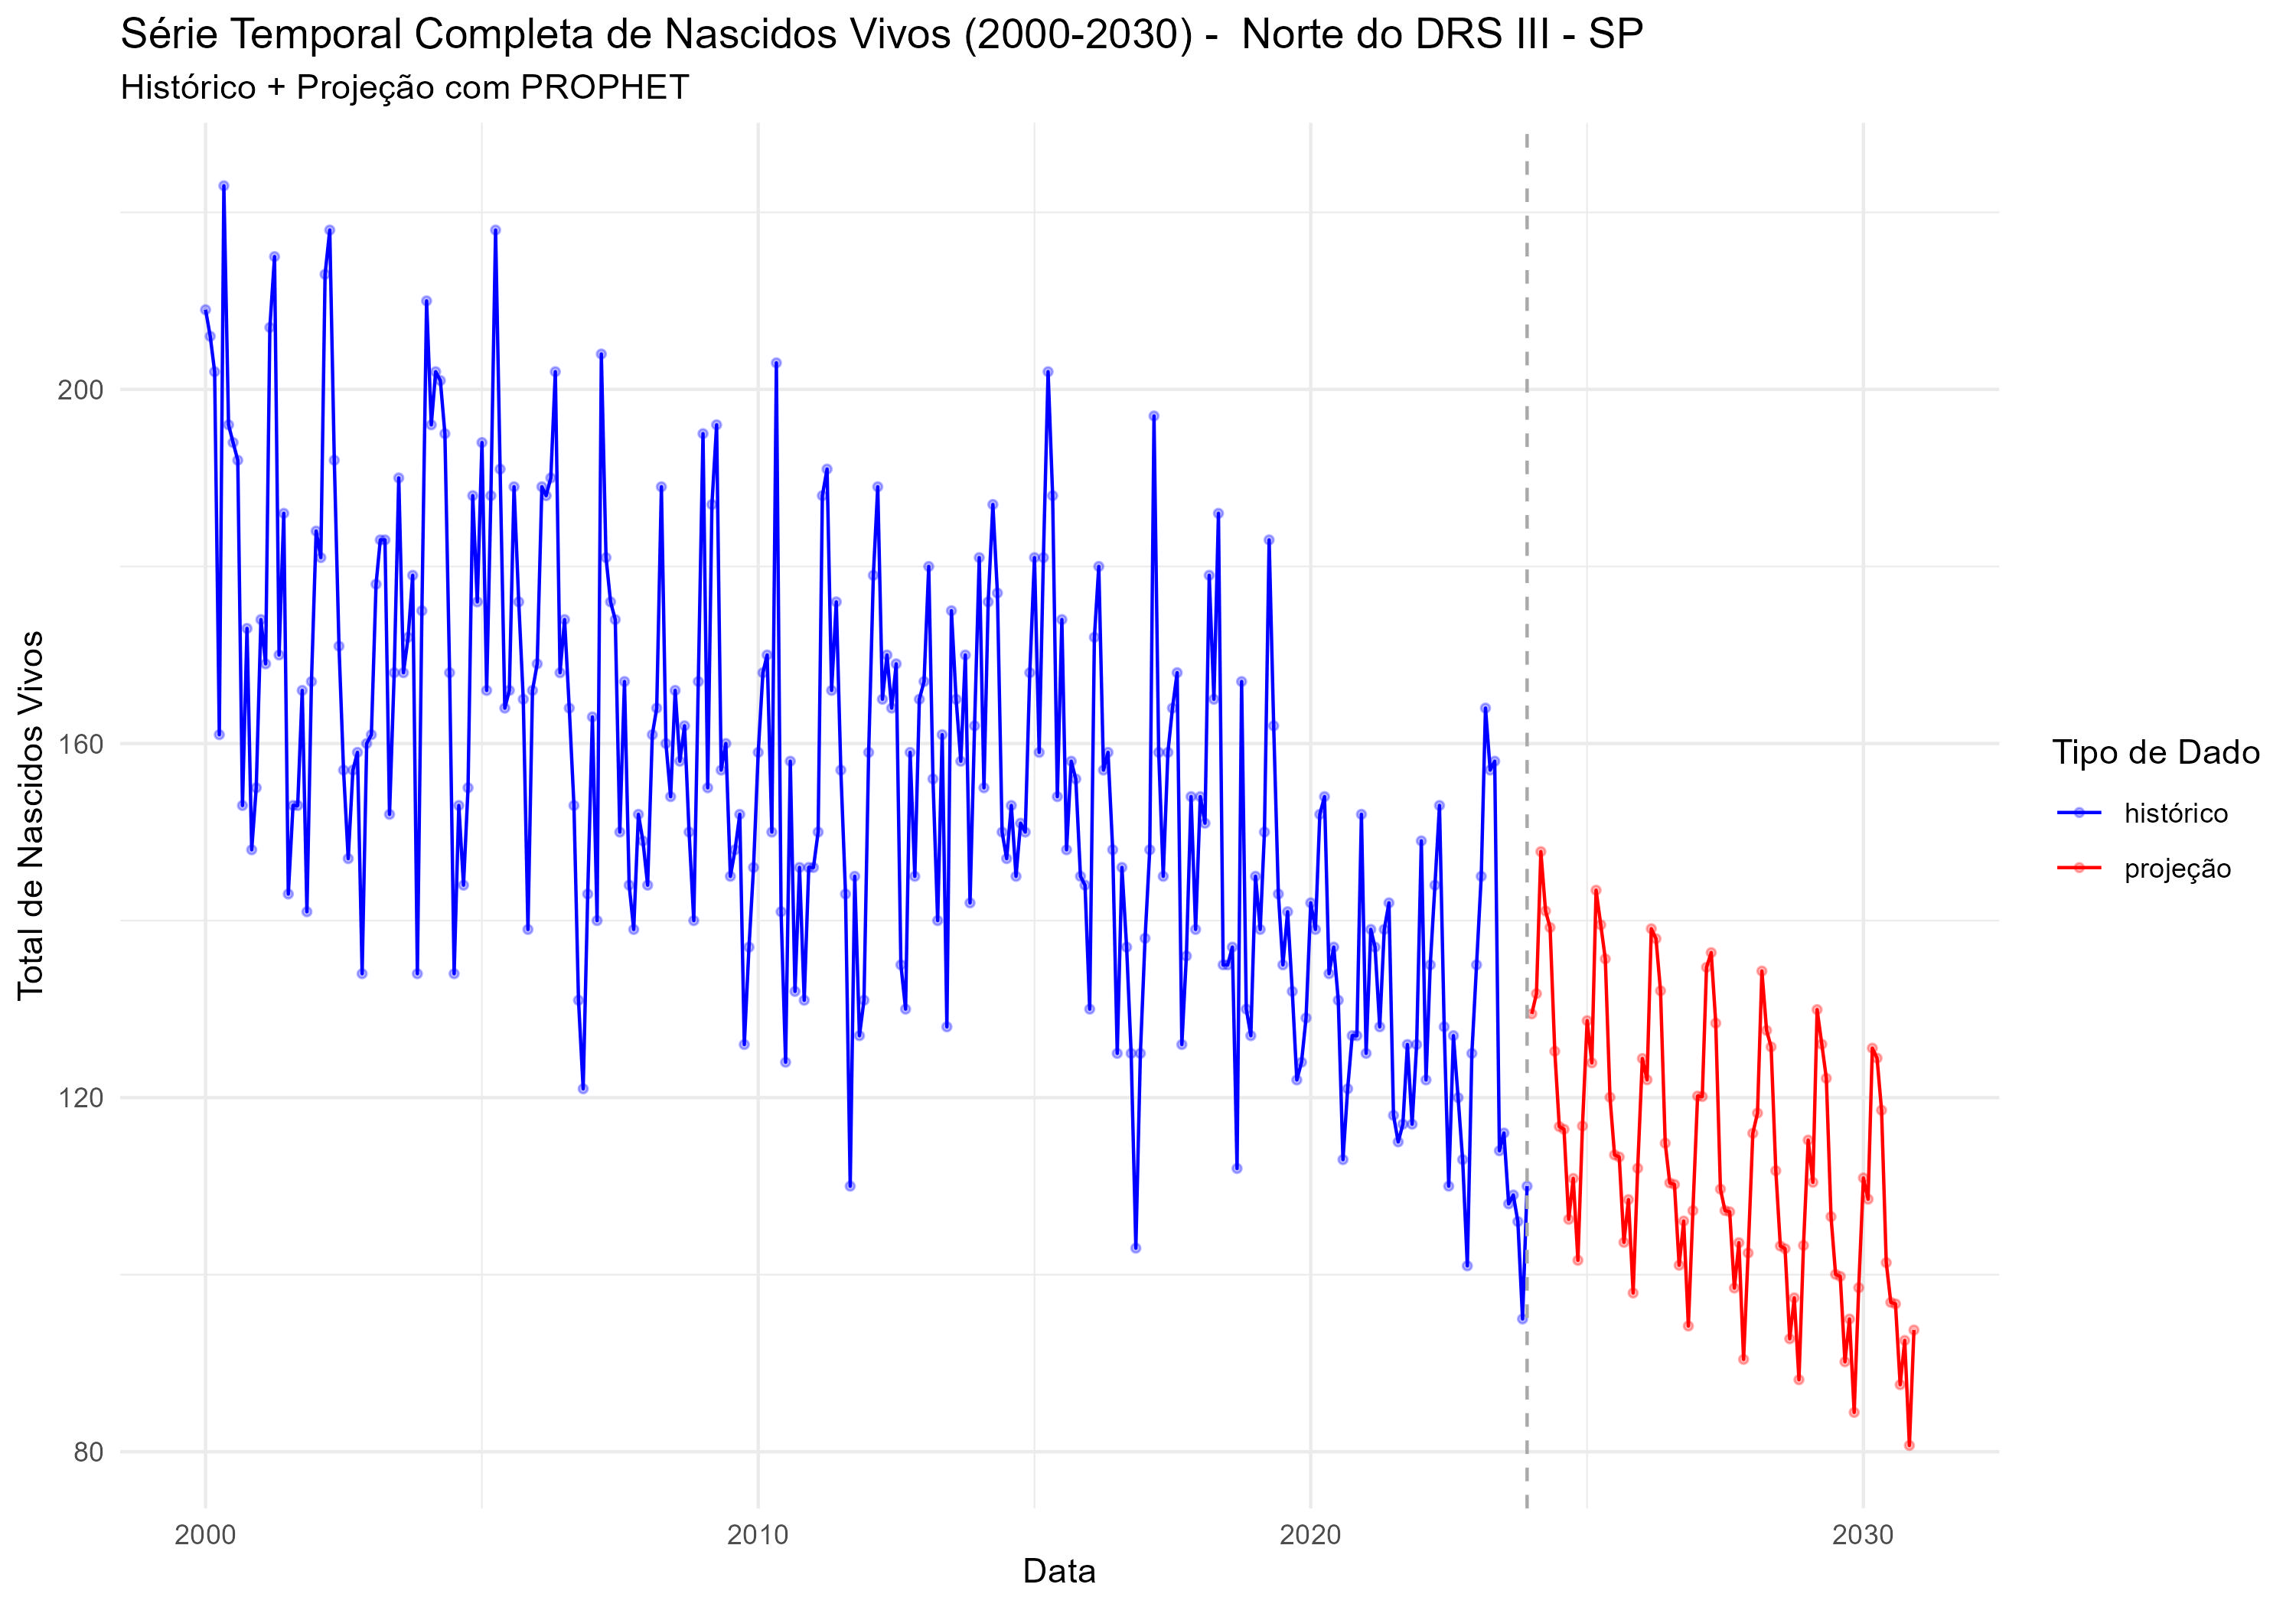 Série Temporal Completa de Nascidos Vivos (2000-2030) -  Norte do DRS III - SP
Histórico + Projeção com PROPHET
Total de Nascidos Vivos
200
160
120
80
2000
2010
2020
2030
Data
Tipo de Dado
histórico
projeção